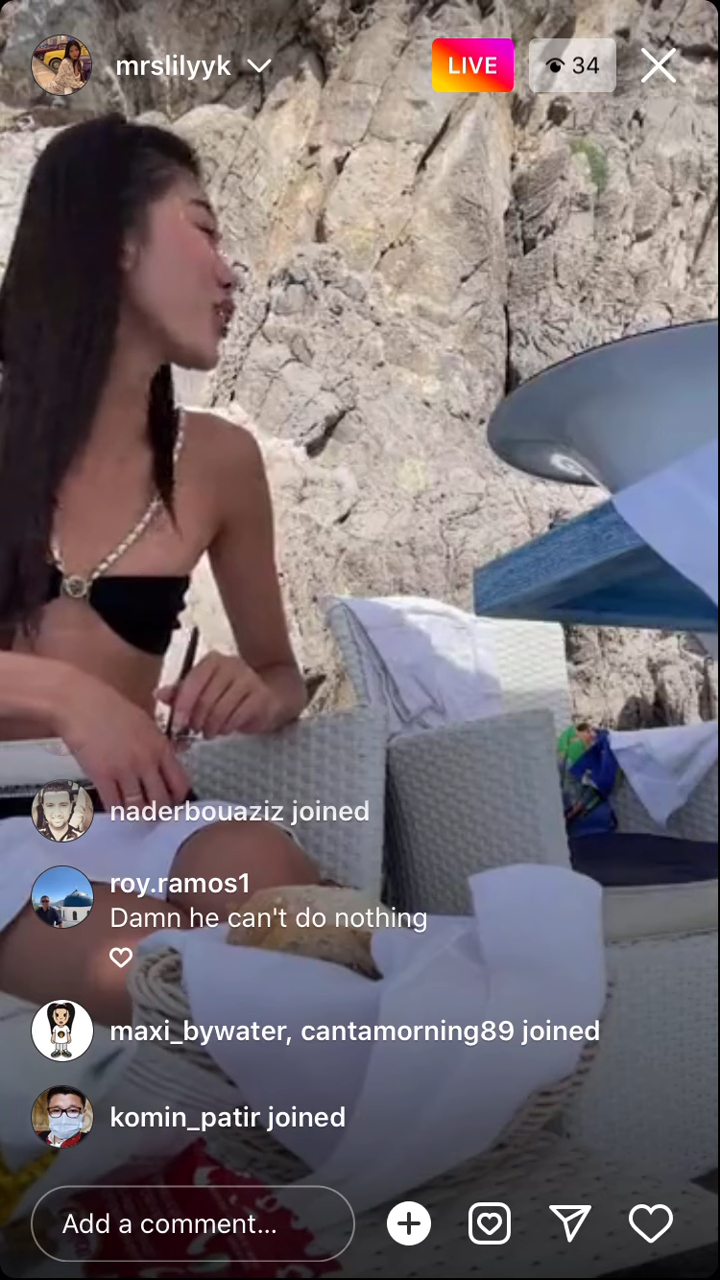 mrslilyyk
LIVE
34
naderbouaziz joined
roy.ramos1
Damn he can't do nothing
maxi_bywater, cantamorning89 joined
komin_patir joined
Add a comment...